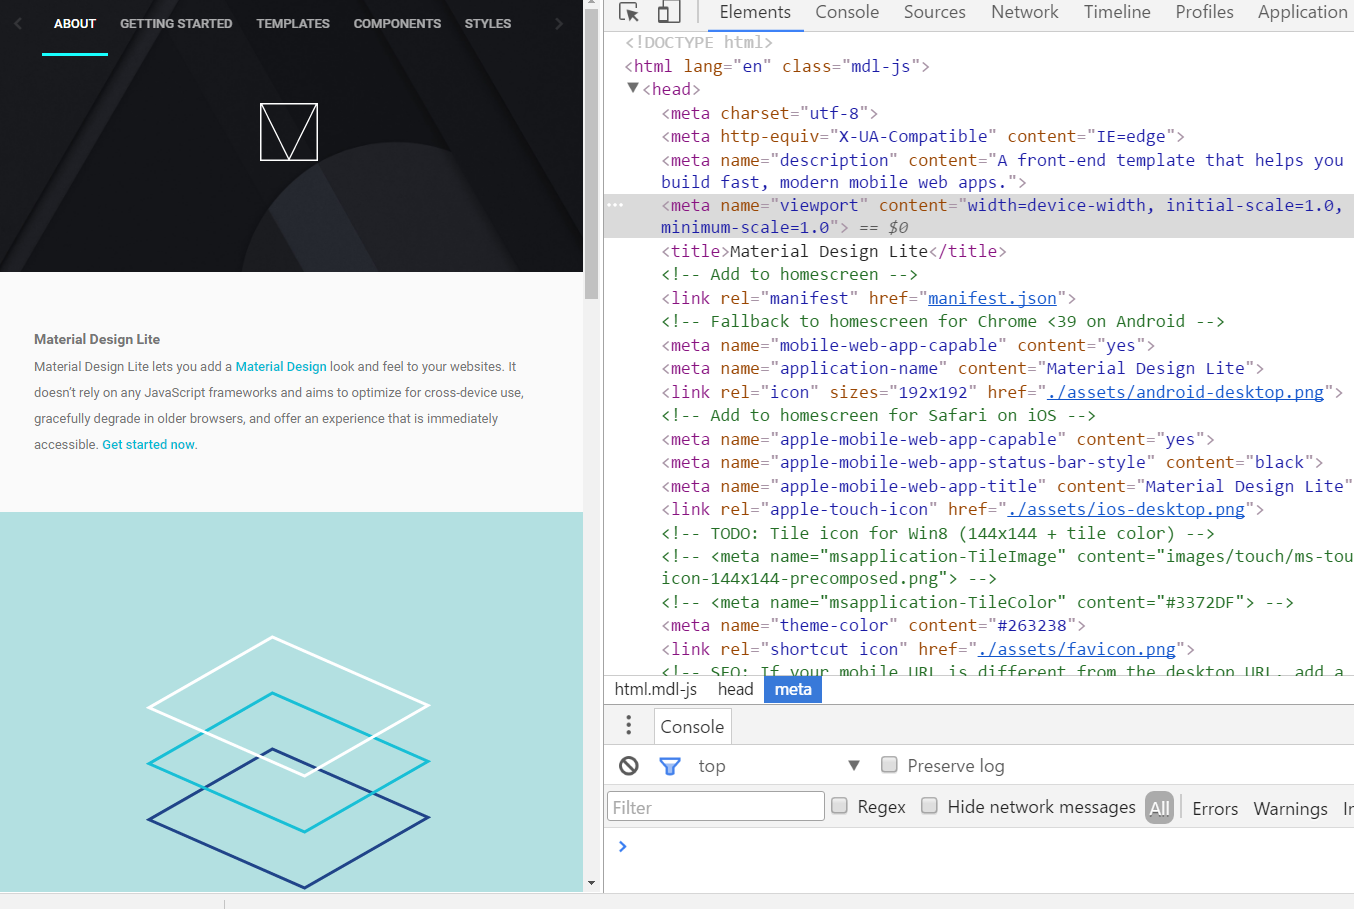 ABOUT GETTING STARTED TEMPLATES COMPONENTS STYLES
Material Design Lite
Material Design Lite lets you add a Material Design look and feel to your websites. It
doesn’t rely on any JavaScript frameworks and aims to optimize for cross-device use,
gracefully degrade in older browsers, and offer an experience that is immediately
accessible. Get started now.
Elements Console Sources Network Timeline Profiles Application
<!DOCTYPE html>
<html lang="en" class="mdl-js">
▼<head>
<meta charset="utf-8">
<meta http-equiv="X-UA-Compatible" content="IE=edge">
<meta name="description" content="A front-end template that helps you
build fast, modern mobile web apps.">
... <meta name="viewport" content="width=device-width, initial-scale=1.0,
minimum-scale=1.0"> == $0
<title>Material Design Lite</title>
<!-- Add to homescreen -->
<link rel="manifest" href="manifest.json">
<!-- Fallback to homescreen for Chrome <39 on Android -->
<meta name="mobile-web-app-capable" content="yes">
<meta name="application-name" content="Material Design Lite">
<link rel="icon" sizes="192x192" href="./assets/android-desktop.png">
<!-- Add to homescreen for Safari on iOS -->
<meta name="apple-mobile-web-app-capable" content="yes">
<meta name="apple-mobile-web-app-status-bar-style" content="black">
<meta name="apple-mobile-web-app-title" content="Material Design Lite"
<link rel="apple-touch-icon" href="./assets/ios-desktop.png">
<!-- TODO: Tile icon for Win8 (144x144 + tile color) -->
<!-- <meta name="msapplication-TileImage" content="images/touch/ms-tou
icon-144x144-precomposed.png"> -->
<!-- <meta name="msapplication-TileColor" content="#3372DF"> -->
<meta name="theme-color" content="#263238">
<link rel="shortcut icon" href="./assets/favicon.png">
<!-- SEO: If your mobile URL is different from the desktop URL, add a
html.mdl-js head meta
Console
top ▼ Preserve log
Filter Regex Hide network messages All Errors Warnings